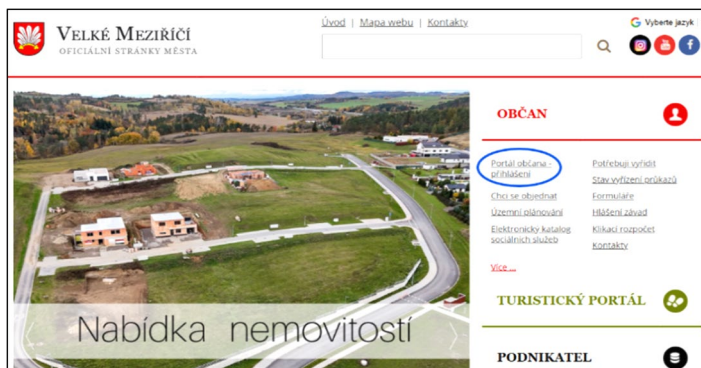 Úvod | Mapa webu | Kontakty
Vyberte jazyk
VELKÉ MEZIŘÍČÍ
OFICIÁLNÍ STRÁNKY MĚSTA
Nabídka nemovitostí
OBČAN
Portál občana -
přihlášení
Chci se objednat
Územní plánování
Elektronický katalog
sociálních služeb
Více ...
Potřebuji vyřídit
Stav vyřízení průkazů
Formuláře
Hlášení závad
Klikací rozpočet
Kontakty
TURISTICKÝ PORTÁL
PODNIKATEL